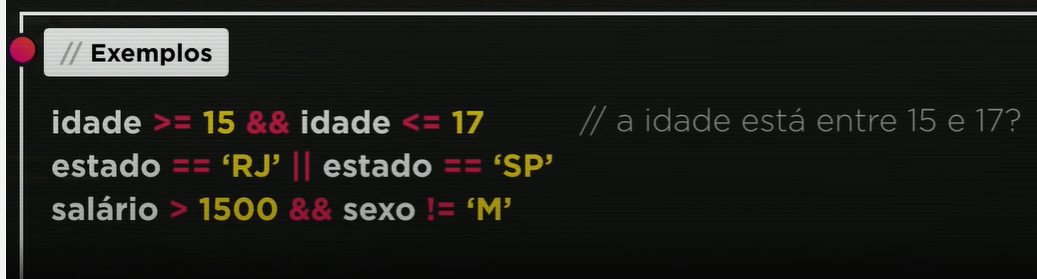 // Exemplos
idade >= 15 && idade <= 17 // a idade está entre 15 e 17?
estado == ‘RJ’ || estado == ‘SP’
salário > 1500 && sexo != ‘M’